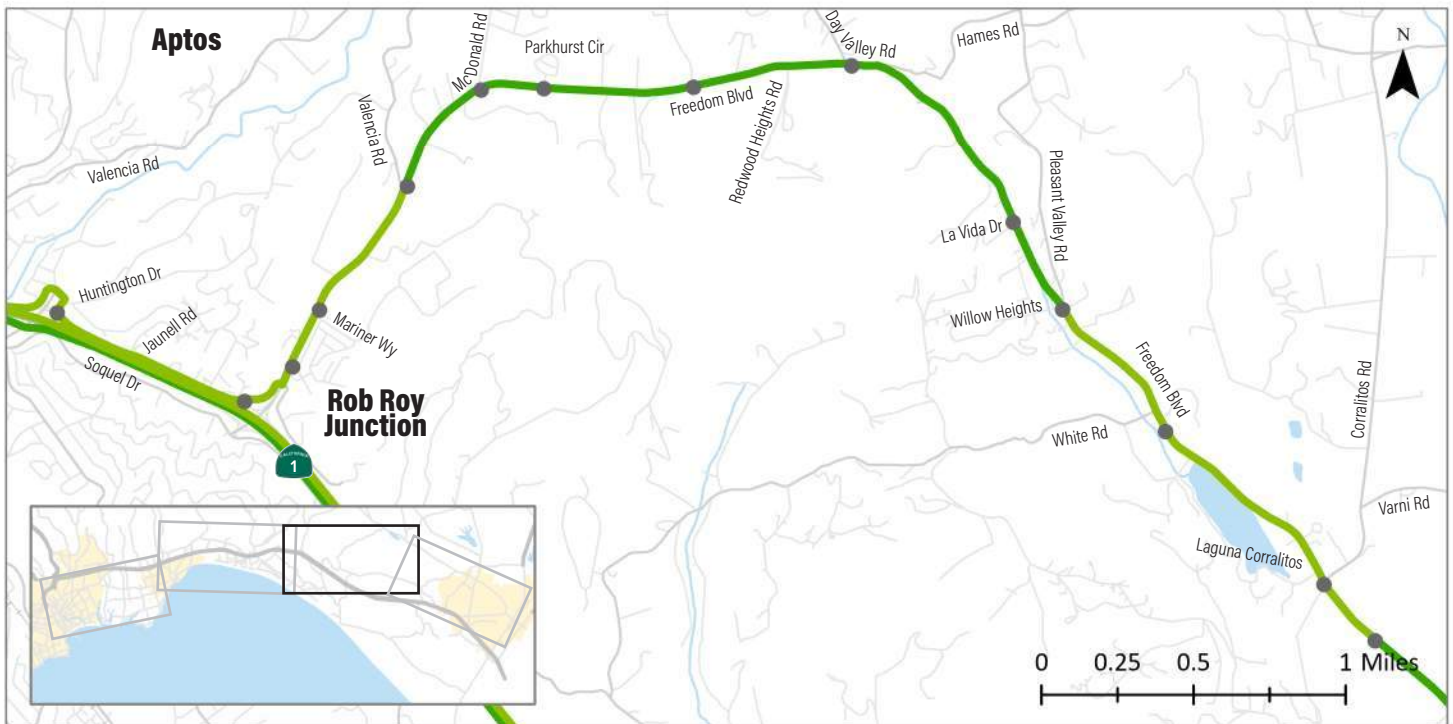 Aptos
Mc Donald Rd
Parkhurst Cir
Day Valley Rd
Hames Rd
N
Valencia Rd
Valencia Rd
Freedom Blvd
Redwood Heights Rd
Pleasant Valley Rd
La Vida Dr
Huntington Dr
Jaunell Rd
Soquel Dr
Mariner Wy
Willow Heights
Freedom Blvd
Corralitos Rd
Rob Roy
Junction
White Rd
1
Varni Rd
Laguna Corralitos
0 0.25 0.5 1 Miles